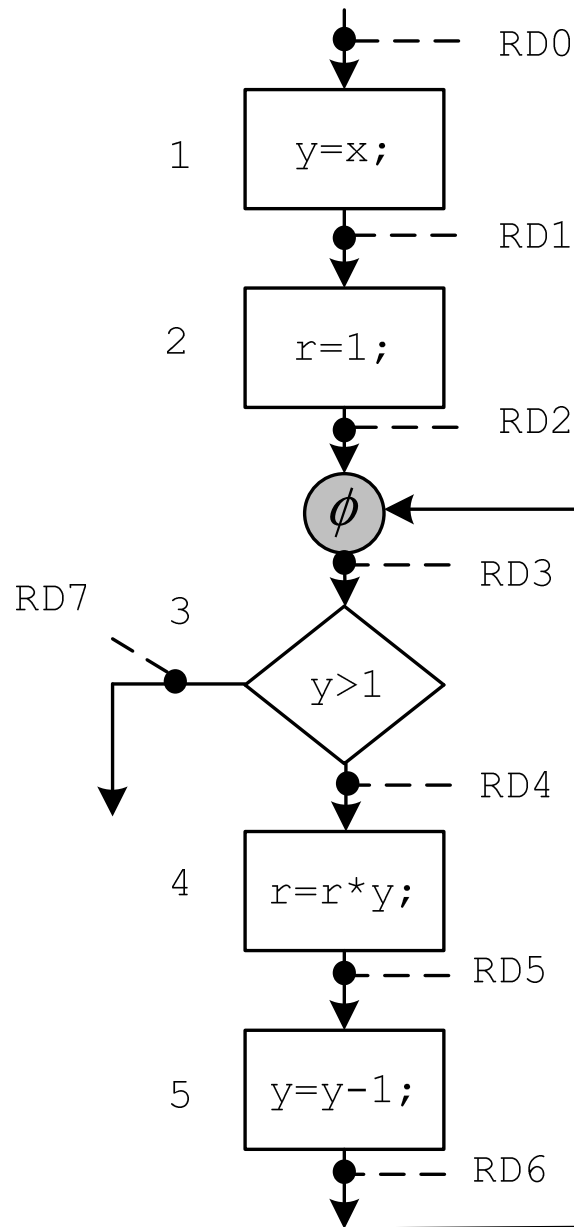 RD0
1 y=x;
RD1
2 r=1;
RD2
ϕ
RD3
RD7 3
y>1
RD4
4 r=r*y;
RD5
5 y=y-1;
RD6